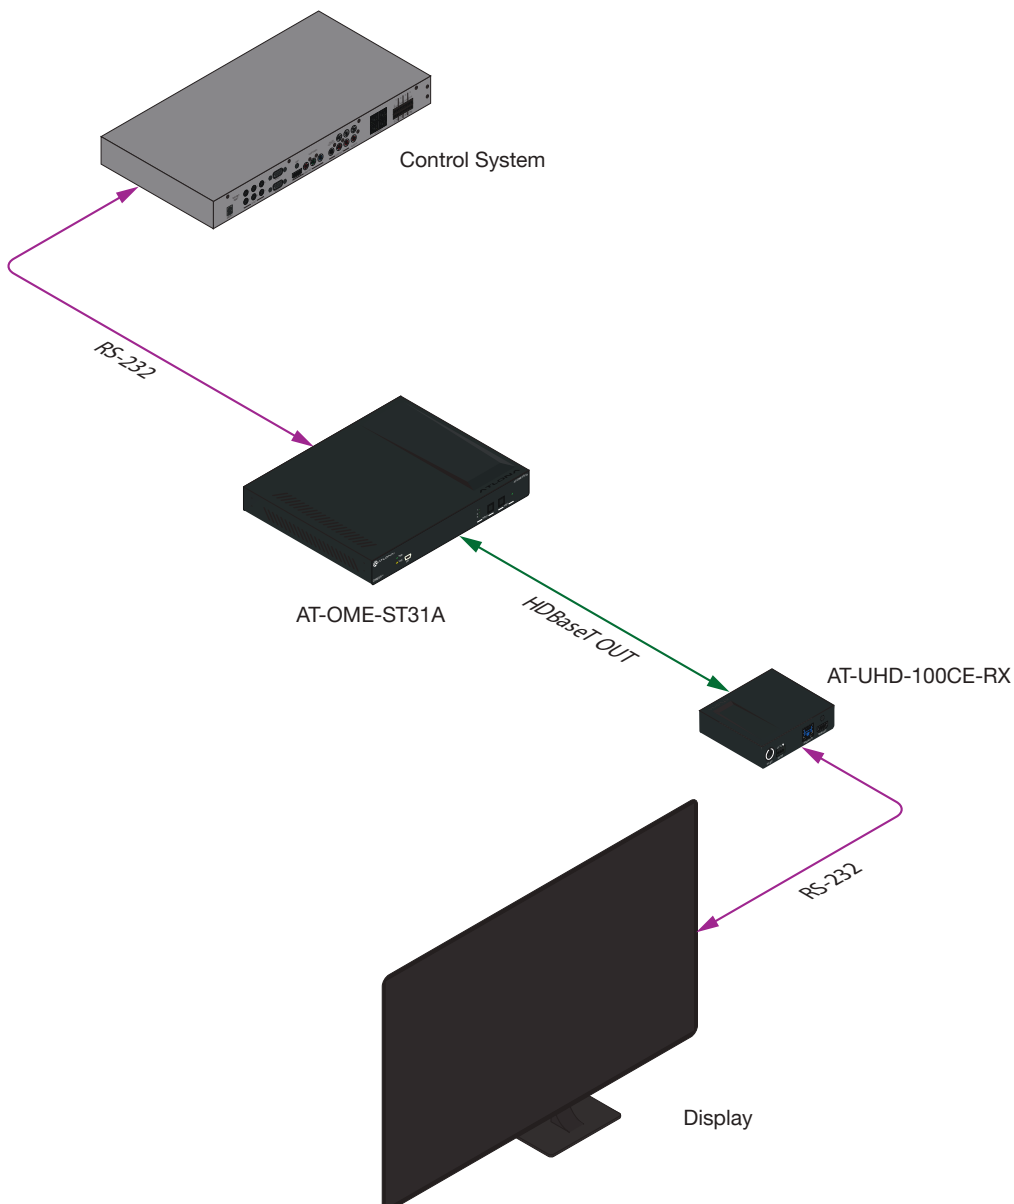 Control System
RS-232
AT-OME-ST31A
HDBaseT OUT
AT-UHD-100CE-RX
RS-232
Display